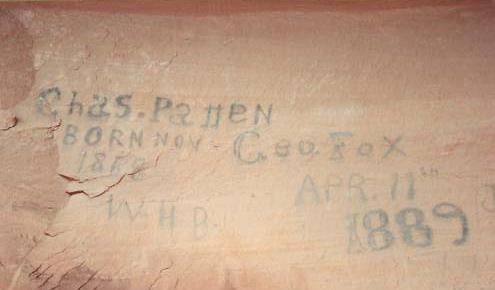 Chas. Patten
BORN NOV -
Geo. Fox
APR. 11th
W. H. B.
1889